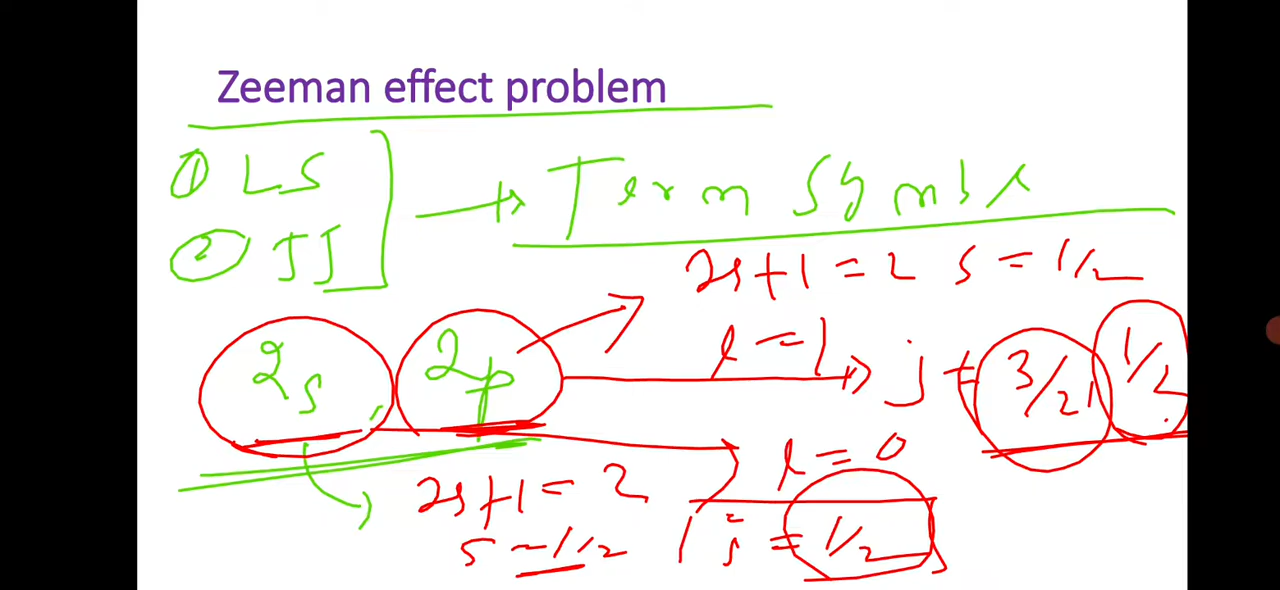 Zeeman effect problem
① LS
② JJ
→ Term Symbol
2s+1 = 2 s = 1/2
2s, 2p
l = 1
j = 3/2, 1/2
l = 0
2s+1 = 2
s = 1/2
j = 1/2